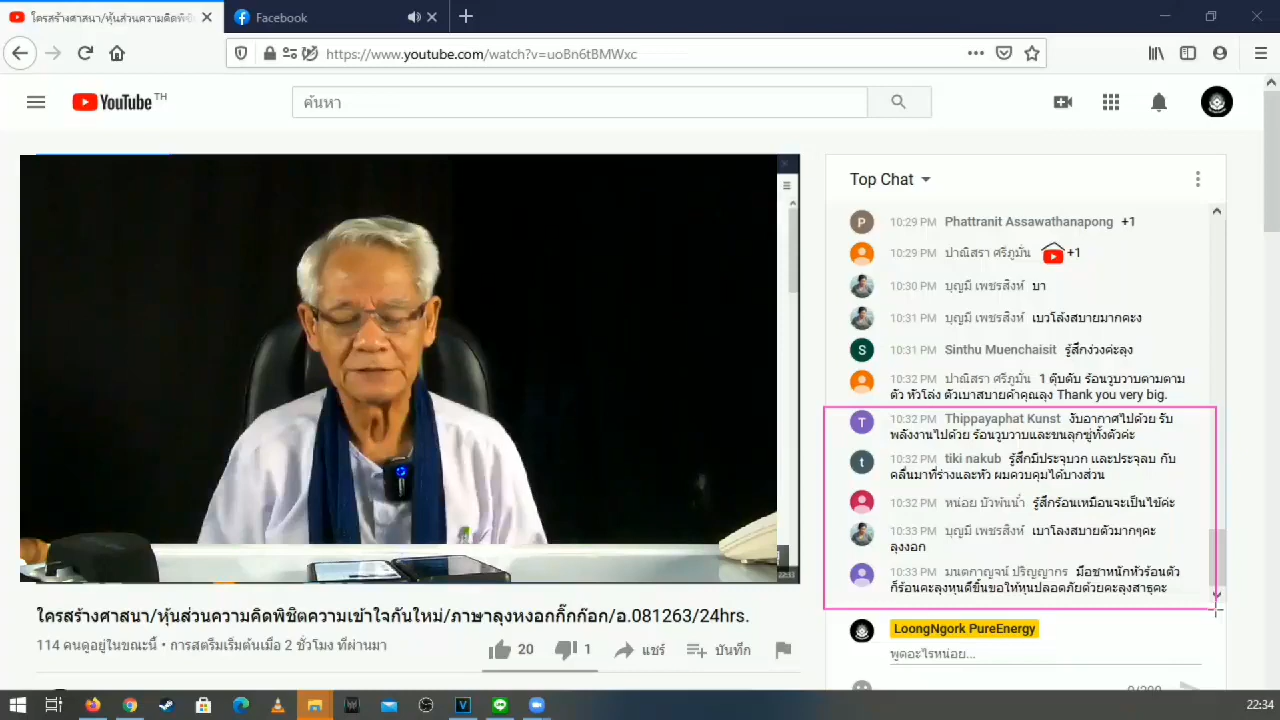 ใครสร้างศาสนา/หุ้นส่วนความคิดพิชิต
Facebook
https://www.youtube.com/watch?v=uoBn6tBMWxc
YouTube TH
ค้นหา
Top Chat
P 10:29 PM Phattranit Assawathanapong +1
10:29 PM ปาณิสรา ศรีภูมั่น +1
10:30 PM บุญมี เพชรสิงห์ บา
10:31 PM บุญมี เพชรสิงห์ เบวโล้งสบายมากคะง
S 10:31 PM Sinthu Muenchaisit รู้สึกง่วงค่ะลุง
10:32 PM ปาณิสรา ศรีภูมั่น 1 ตุ๊บตับ ร้อนวูบวาบตามตาม
ตัว หัวโล่ง ตัวเบาสบายค้าคุณลุง Thank you very big.
T 10:32 PM Thippayaphat Kunst งับอากาศไปด้วย รับ
พลังงานไปด้วย ร้อนวูบวาบและขนลุกซู่ทั้งตัวค่ะ
t 10:32 PM tiki nakub รู้สึกมีประจุบวก และประจุลบ กับ
คลื่นมาที่ร่างและหัว ผมควบคุมได้บางส่วน
10:32 PM หน่อย บัวพันน้ำ รู้สึกร้อนเหมือนจะเป็นไข้ค่ะ
10:33 PM บุญมี เพชรสิงห์ เบาโลงสบายตัวมากๆคะ
ลุงงอก
10:33 PM มนตกาญจน์ ปริญญากร มือชาหนักหัวร้อนตัว
ก็ร้อนคะลุงหุนดีขึ้นขอให้หุนปลอดภัยด้วยคะลุงสาธุคะ
ใครสร้างศาสนา/หุ้นส่วนความคิดพิชิตความเข้าใจกันใหม่/ภาษาลุงหงอกกิ๊กก๊อก/อ.081263/24hrs.
114 คนดูอยู่ในขณะนี้ • การสตรีมเริ่มต้นเมื่อ 2 ชั่วโมง ที่ผ่านมา
20 1 แชร์ บันทึก
LoongNgork PureEnergy
พูดอะไรหน่อย...
0/200
22:34